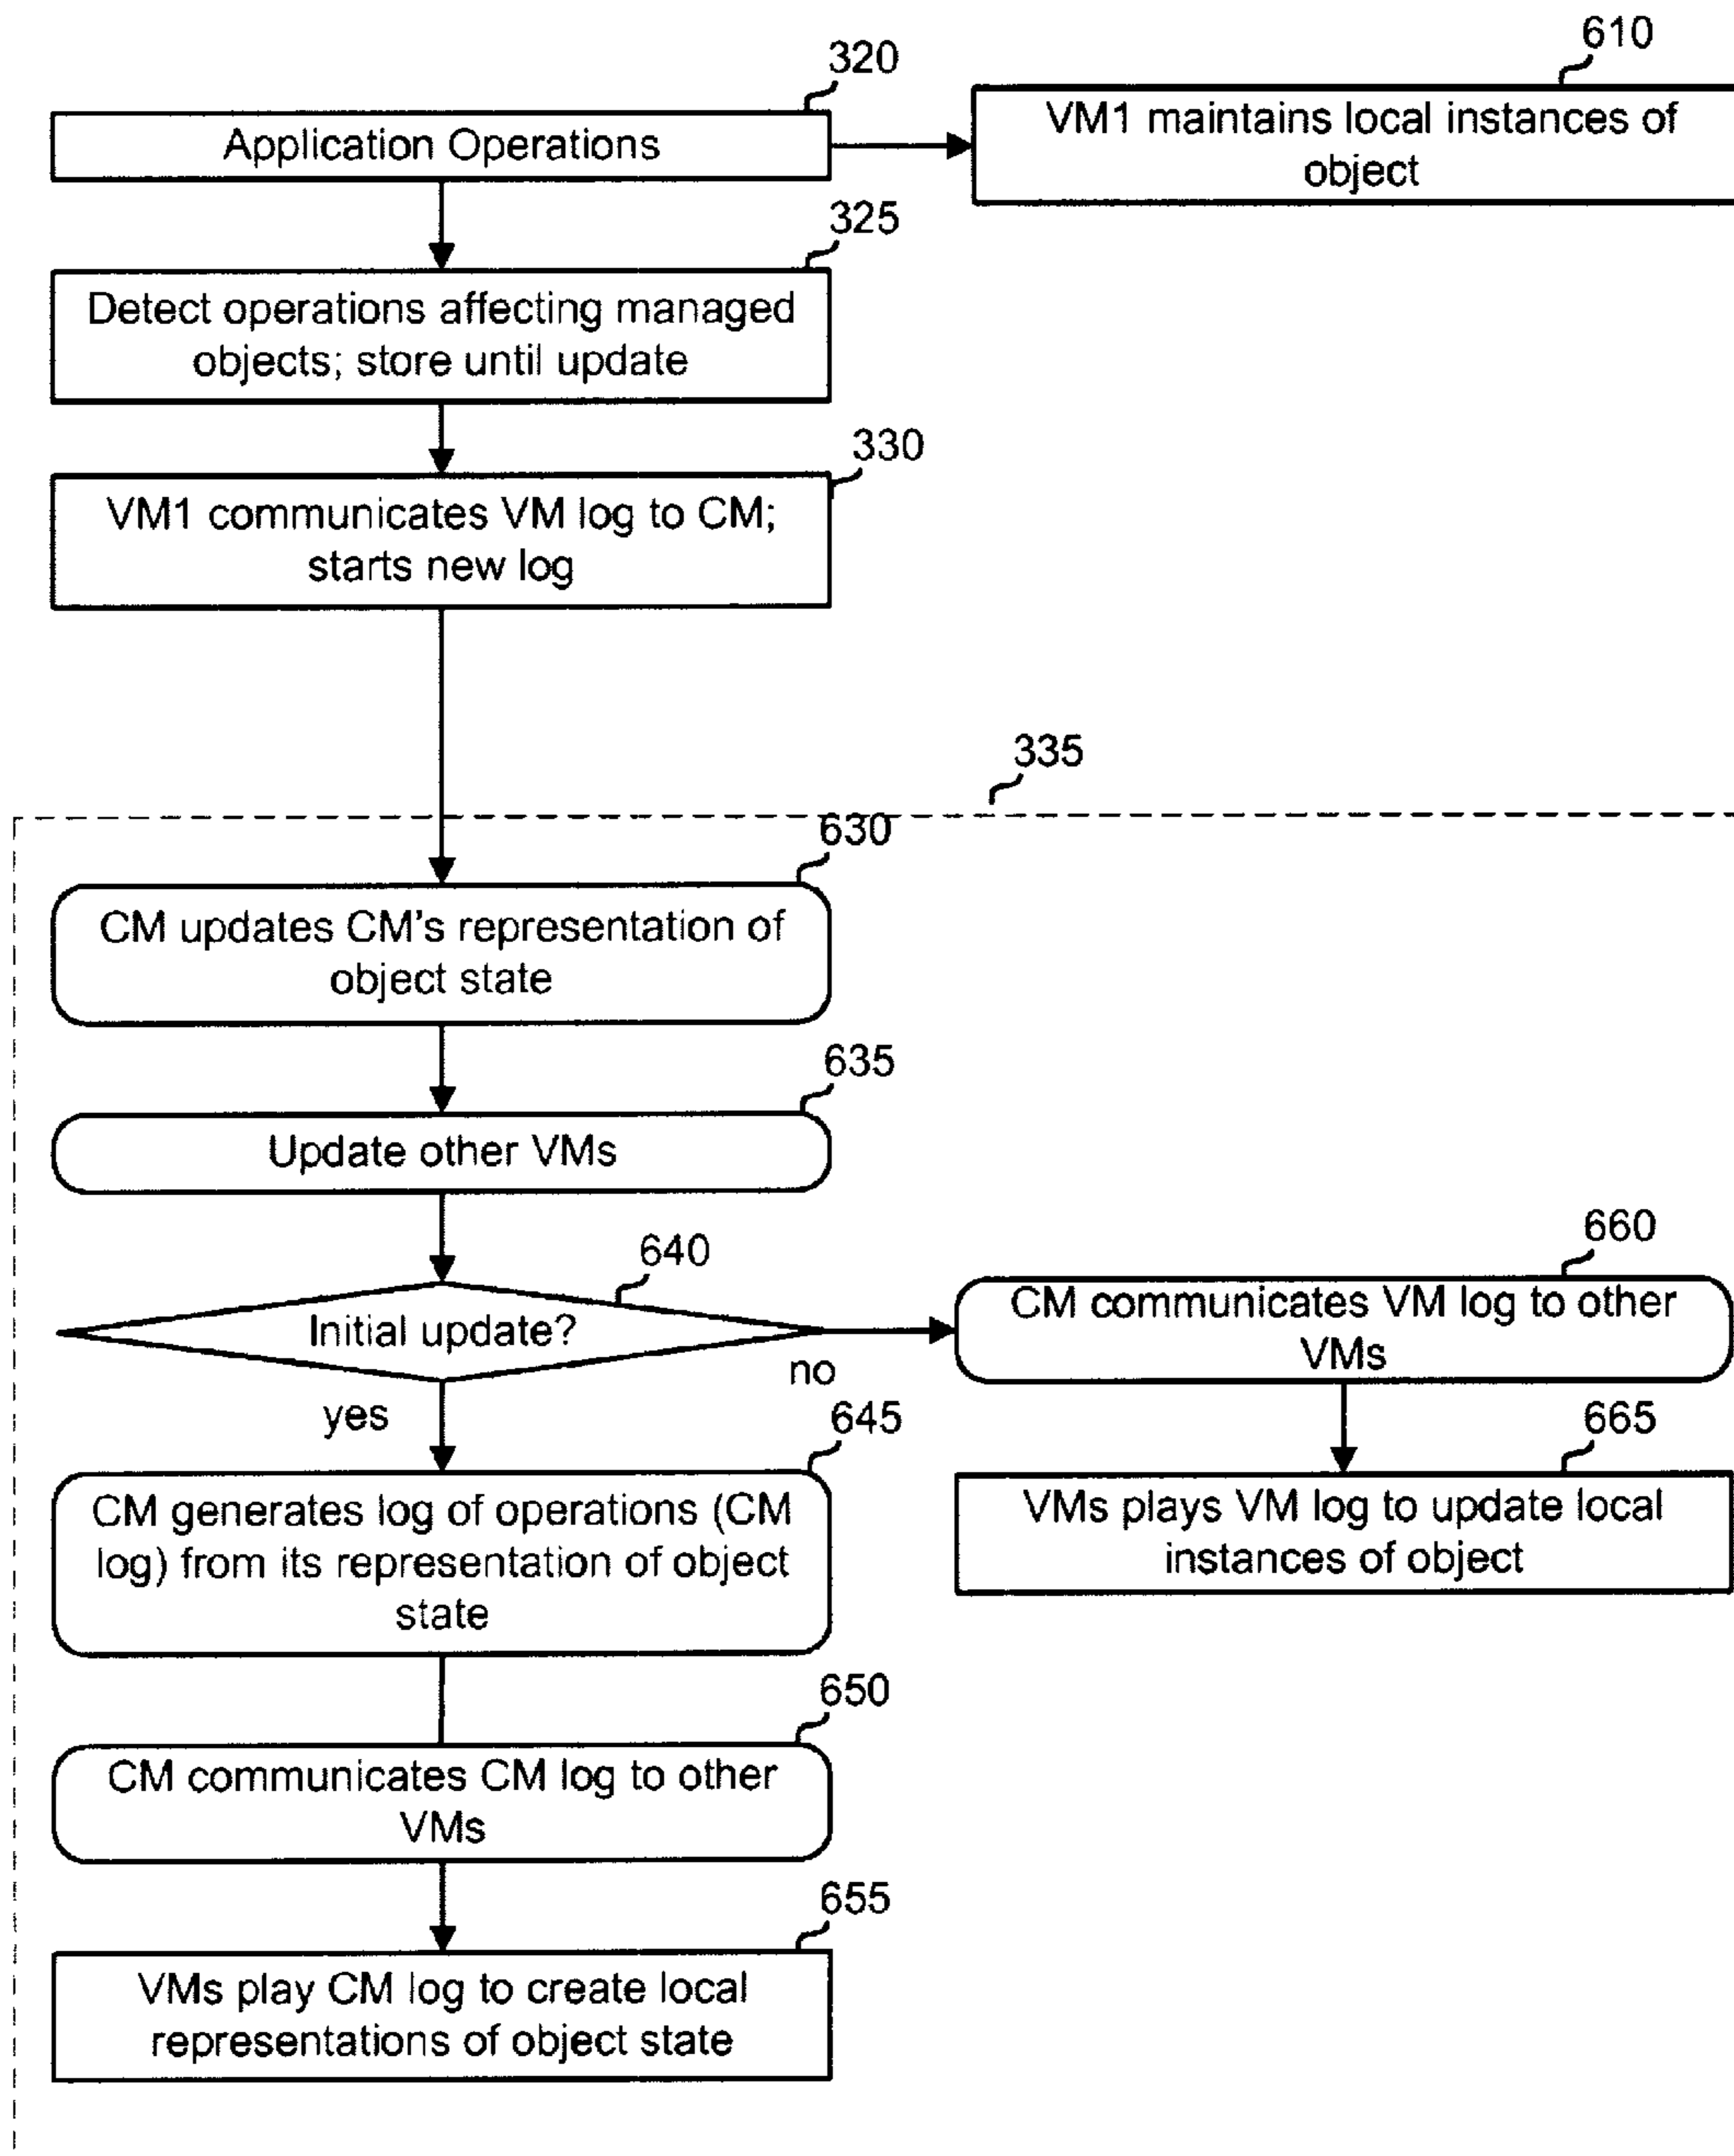 320
610
Application Operations
VM1 maintains local instances of
object
325
Detect operations affecting managed
objects; store until update
330
VM1 communicates VM log to CM;
starts new log
335
630
CM updates CM's representation of
object state
635
Update other VMs
640
Initial update?
no
yes
660
CM communicates VM log to other
VMs
645
CM generates log of operations (CM
log) from its representation of object
state
665
VMs plays VM log to update local
instances of object
650
CM communicates CM log to other
VMs
655
VMs play CM log to create local
representations of object state